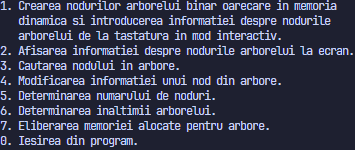 1. Crearea nodurilor arborelui binar oarecare in memoria
dinamica si introducerea informatiei despre nodurile
arborelui de la tastatura in mod interactiv.
2. Afisarea informatiei despre nodurile arborelui la ecran.
3. Cautarea nodului in arbore.
4. Modificarea informatiei unui nod din arbore.
5. Determinarea numarului de noduri.
6. Determinarea inaltimii arborelui.
7. Eliberarea memoriei alocate pentru arbore.
0. Iesirea din program.